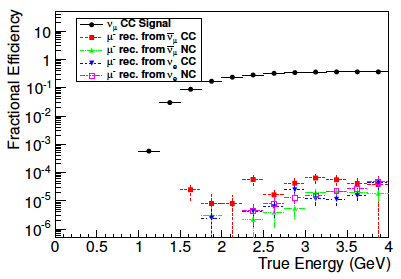 Fractional Efficiency
10
1
10⁻¹
10⁻²
10⁻³
10⁻⁴
10⁻⁵
10⁻⁶
νμ CC Signal
μ⁻ rec. from ν̄μ CC
μ⁻ rec. from ν̄μ NC
μ⁻ rec. from νe CC
μ⁻ rec. from νe NC
0 0.5 1 1.5 2 2.5 3 3.5 4
True Energy (GeV)